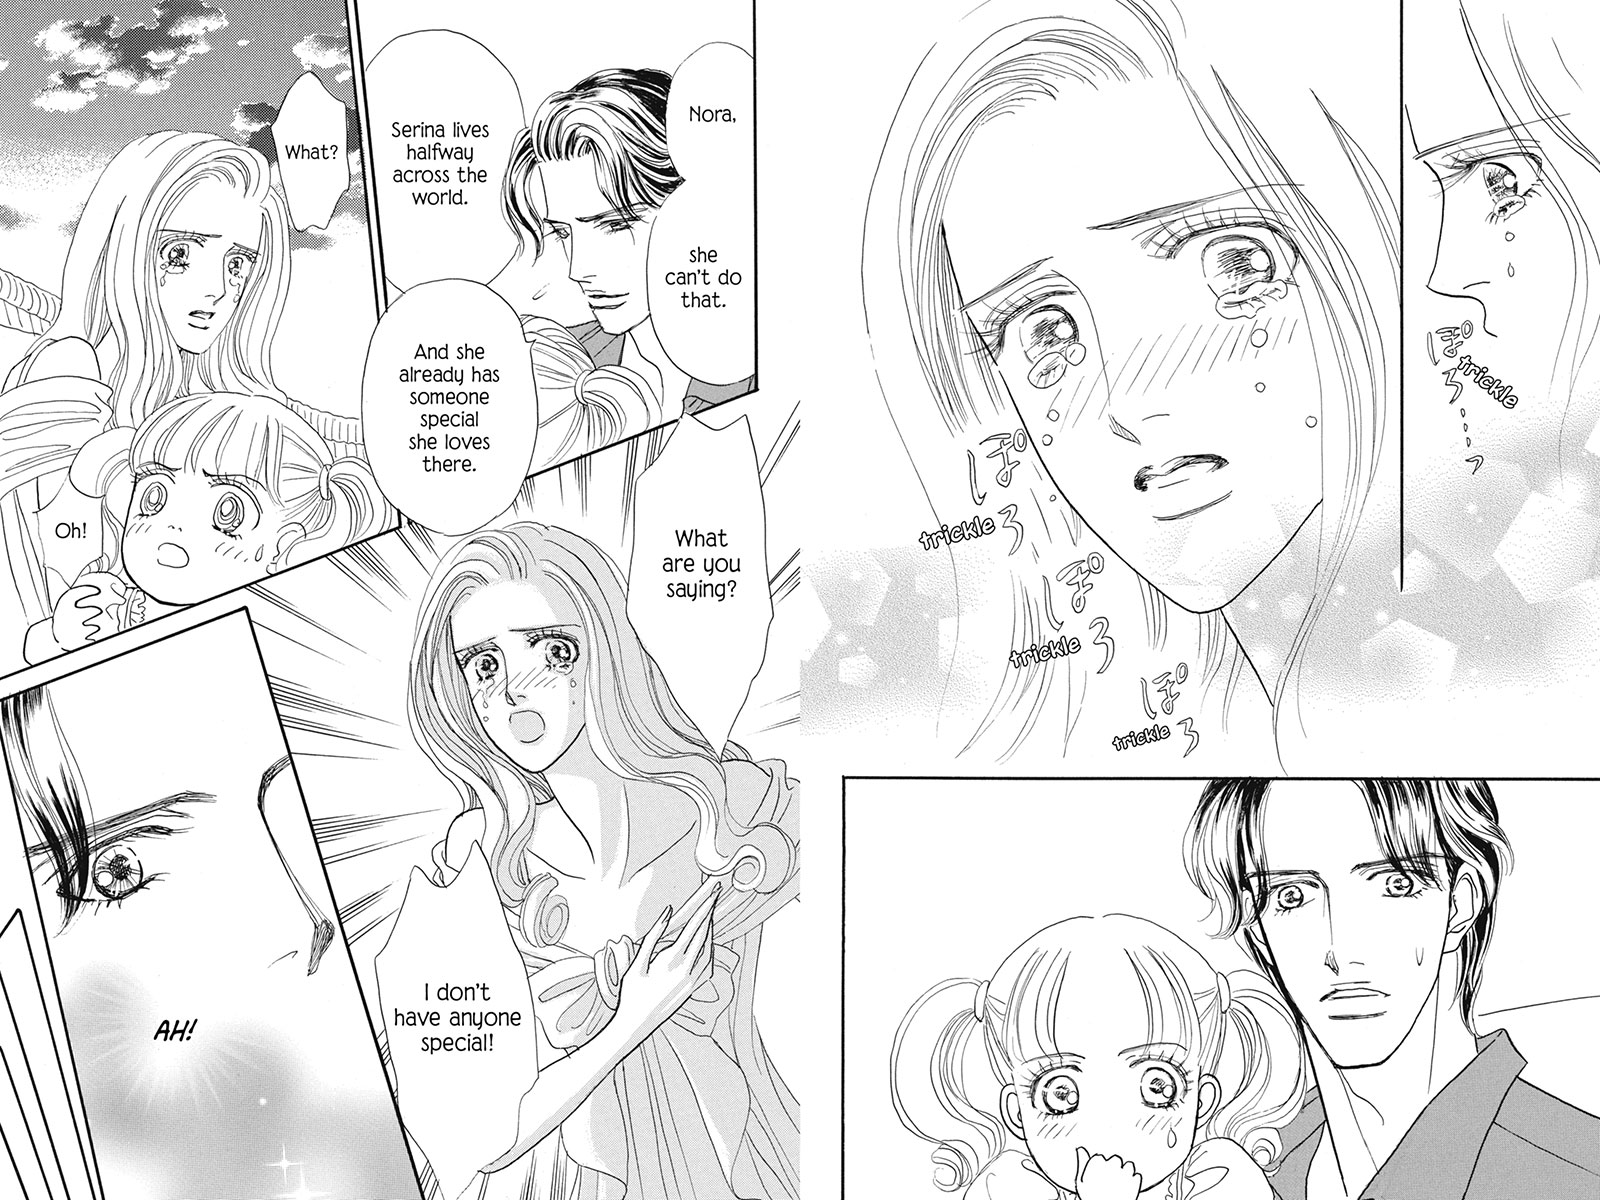 ぽろ……っ
trickle
ぽろ
trickle
ぽろ
trickle
ぽろ
trickle
Nora,
she
can't do
that.
Serina lives
halfway
across the
world.
And she
already has
someone
special
she loves
there.
What?
Oh!
What
are you
saying?
I don't
have anyone
special!
AH!